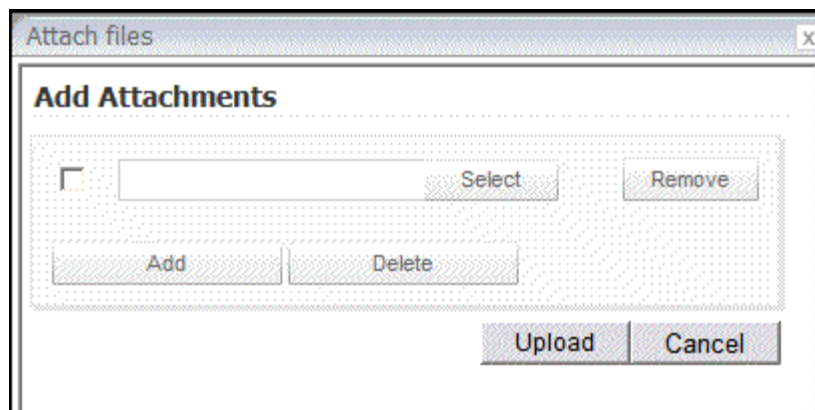 Attach files x
Add Attachments
Select Remove
Add Delete
Upload Cancel